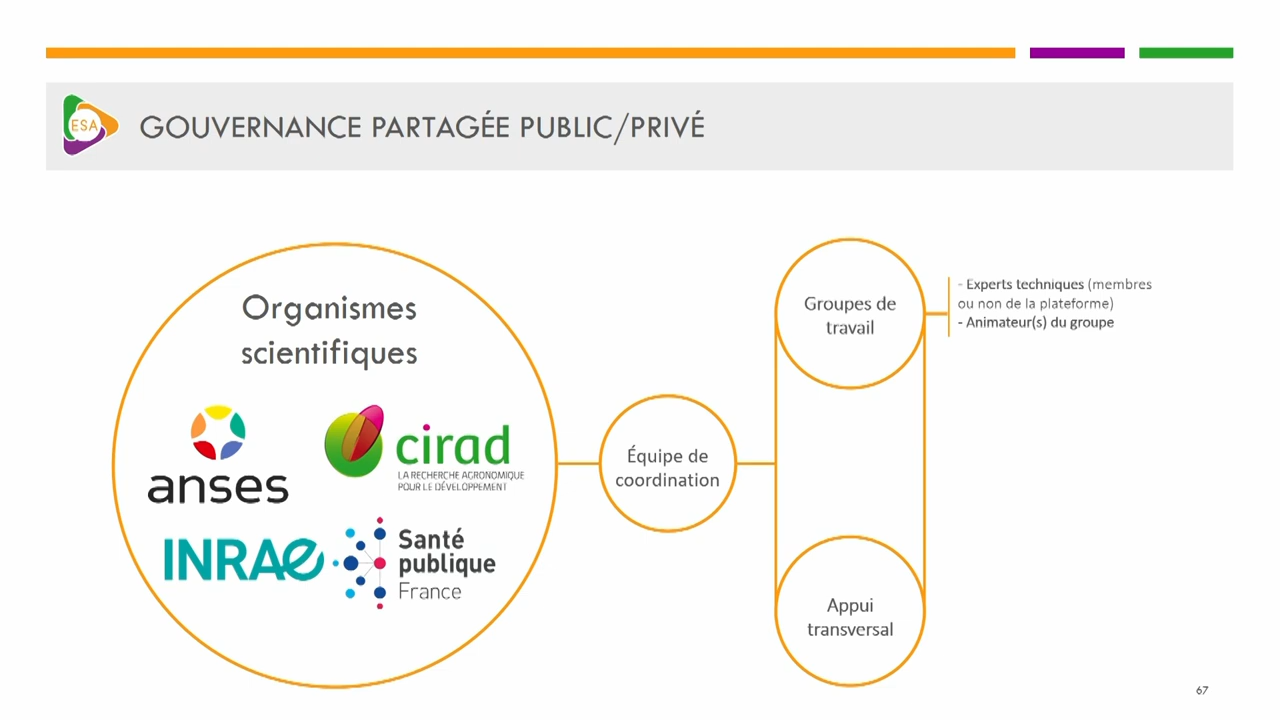 ESA
GOUVERNANCE PARTAGÉE PUBLIC/PRIVÉ
Organismes
scientifiques
anses
cirad
LA RECHERCHE AGRONOMIQUE
POUR LE DÉVELOPPEMENT
INRAE
Santé
publique
France
Équipe de
coordination
Groupes de
travail
- Experts techniques (membres
ou non de la plateforme)
- Animateur(s) du groupe
Appui
transversal
67